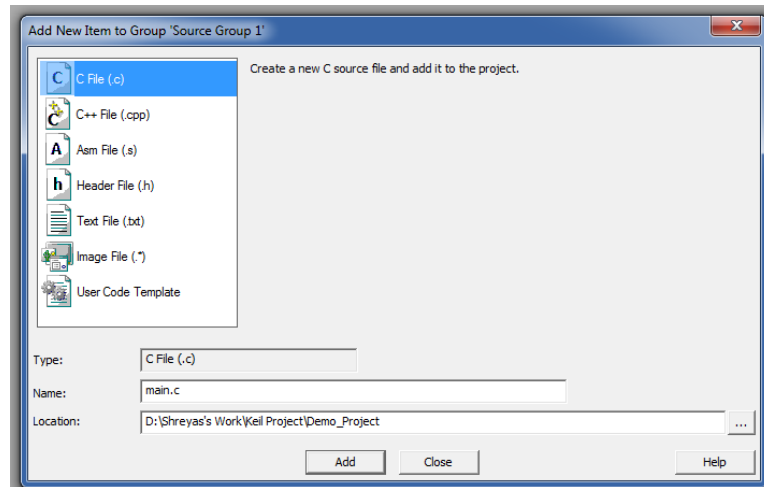 Add New Item to Group 'Source Group 1'
C File (.c)
Create a new C source file and add it to the project.
C++ File (.cpp)
Asm File (.s)
Header File (.h)
Text File (.txt)
Image File (.*)
User Code Template
Type:
C File (.c)
Name:
main.c
Location:
D:\Shreyas's Work\Keil Project\Demo_Project
...
Add
Close
Help